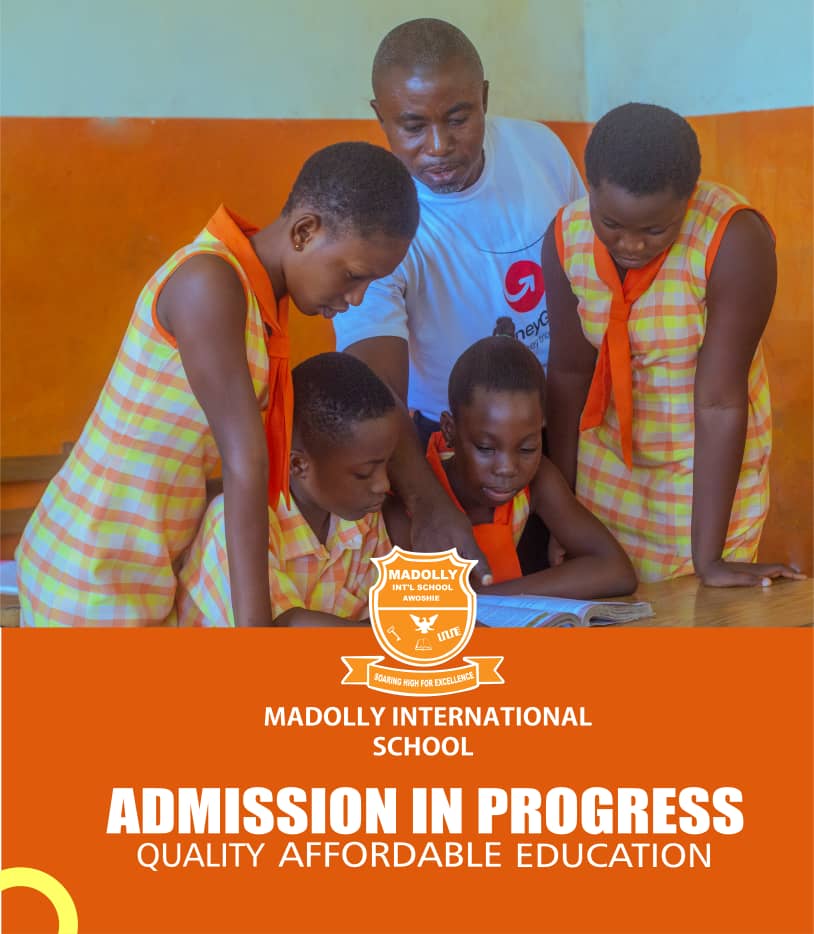 MADOLLY
INT'L SCHOOL
AWOSHIE
SOARING HIGH FOR EXCELLENCE
MADOLLY INTERNATIONAL
SCHOOL
ADMISSION IN PROGRESS
QUALITY AFFORDABLE EDUCATION